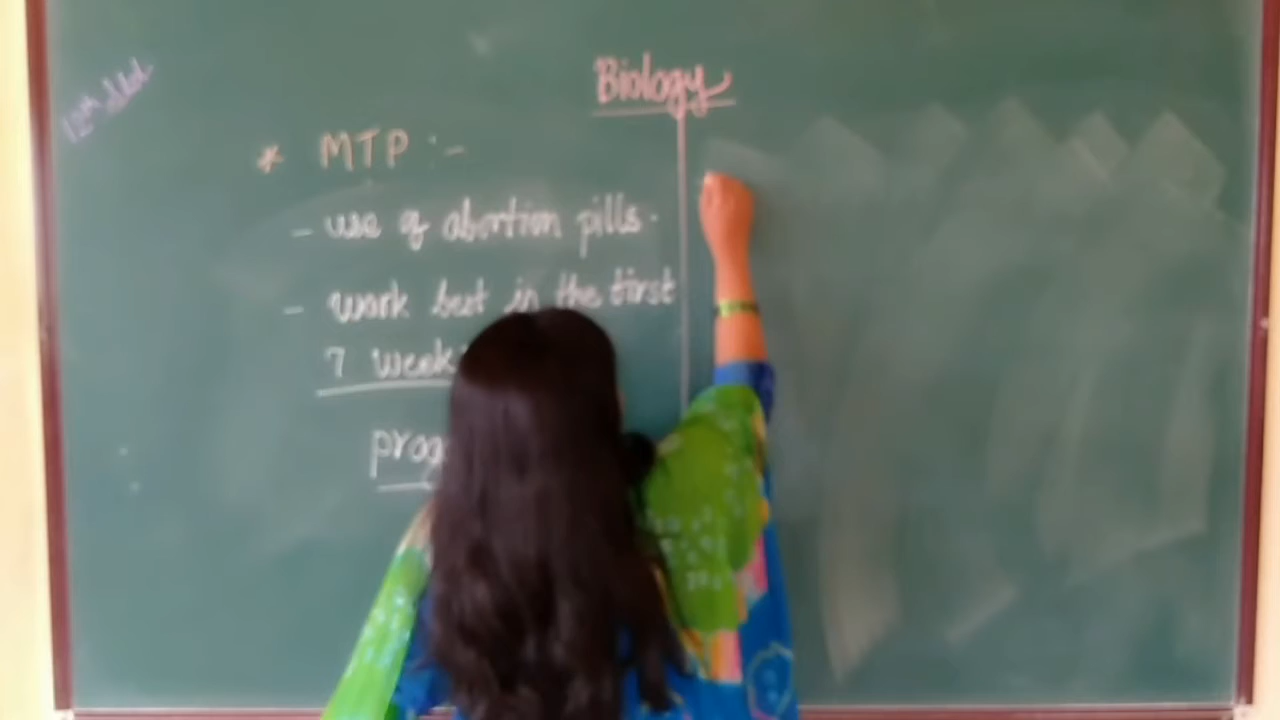 Biology
* MTP :-
- use of abortion pills.
- work best in the first
7 week
prog